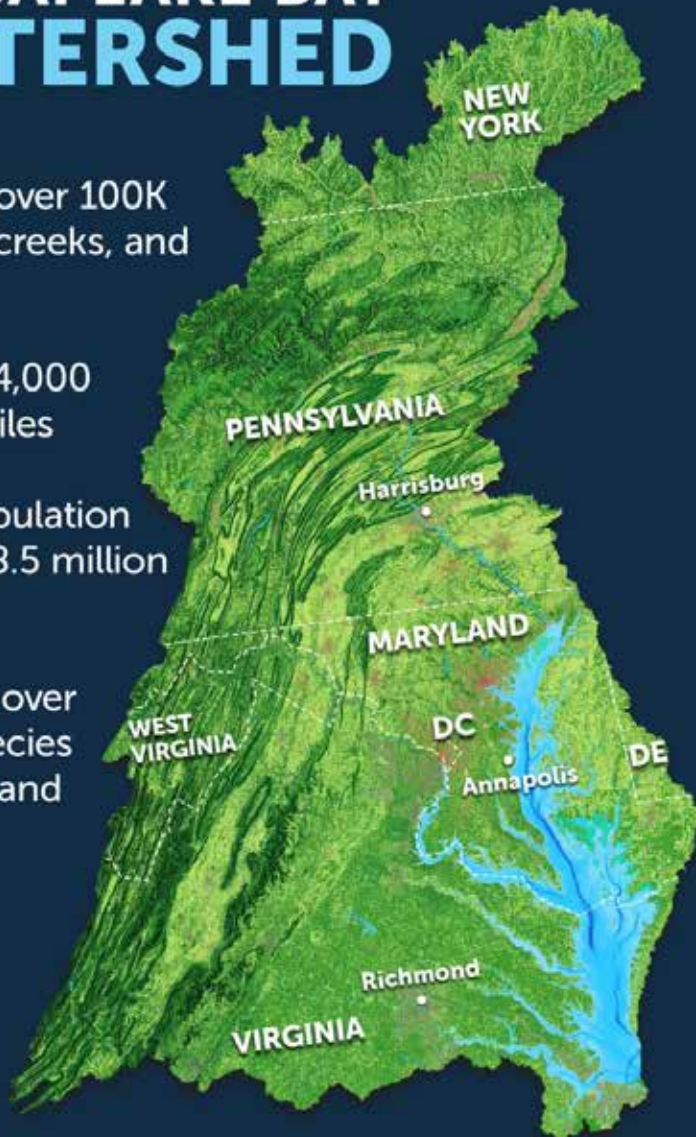 TERSHED
over 100K
creeks, and
4,000
iles
pulation
8.5 million
over
ecies
and
NEW
YORK
PENNSYLVANIA
Harrisburg
MARYLAND
WEST
VIRGINIA
DC
Annapolis
DE
Richmond
VIRGINIA